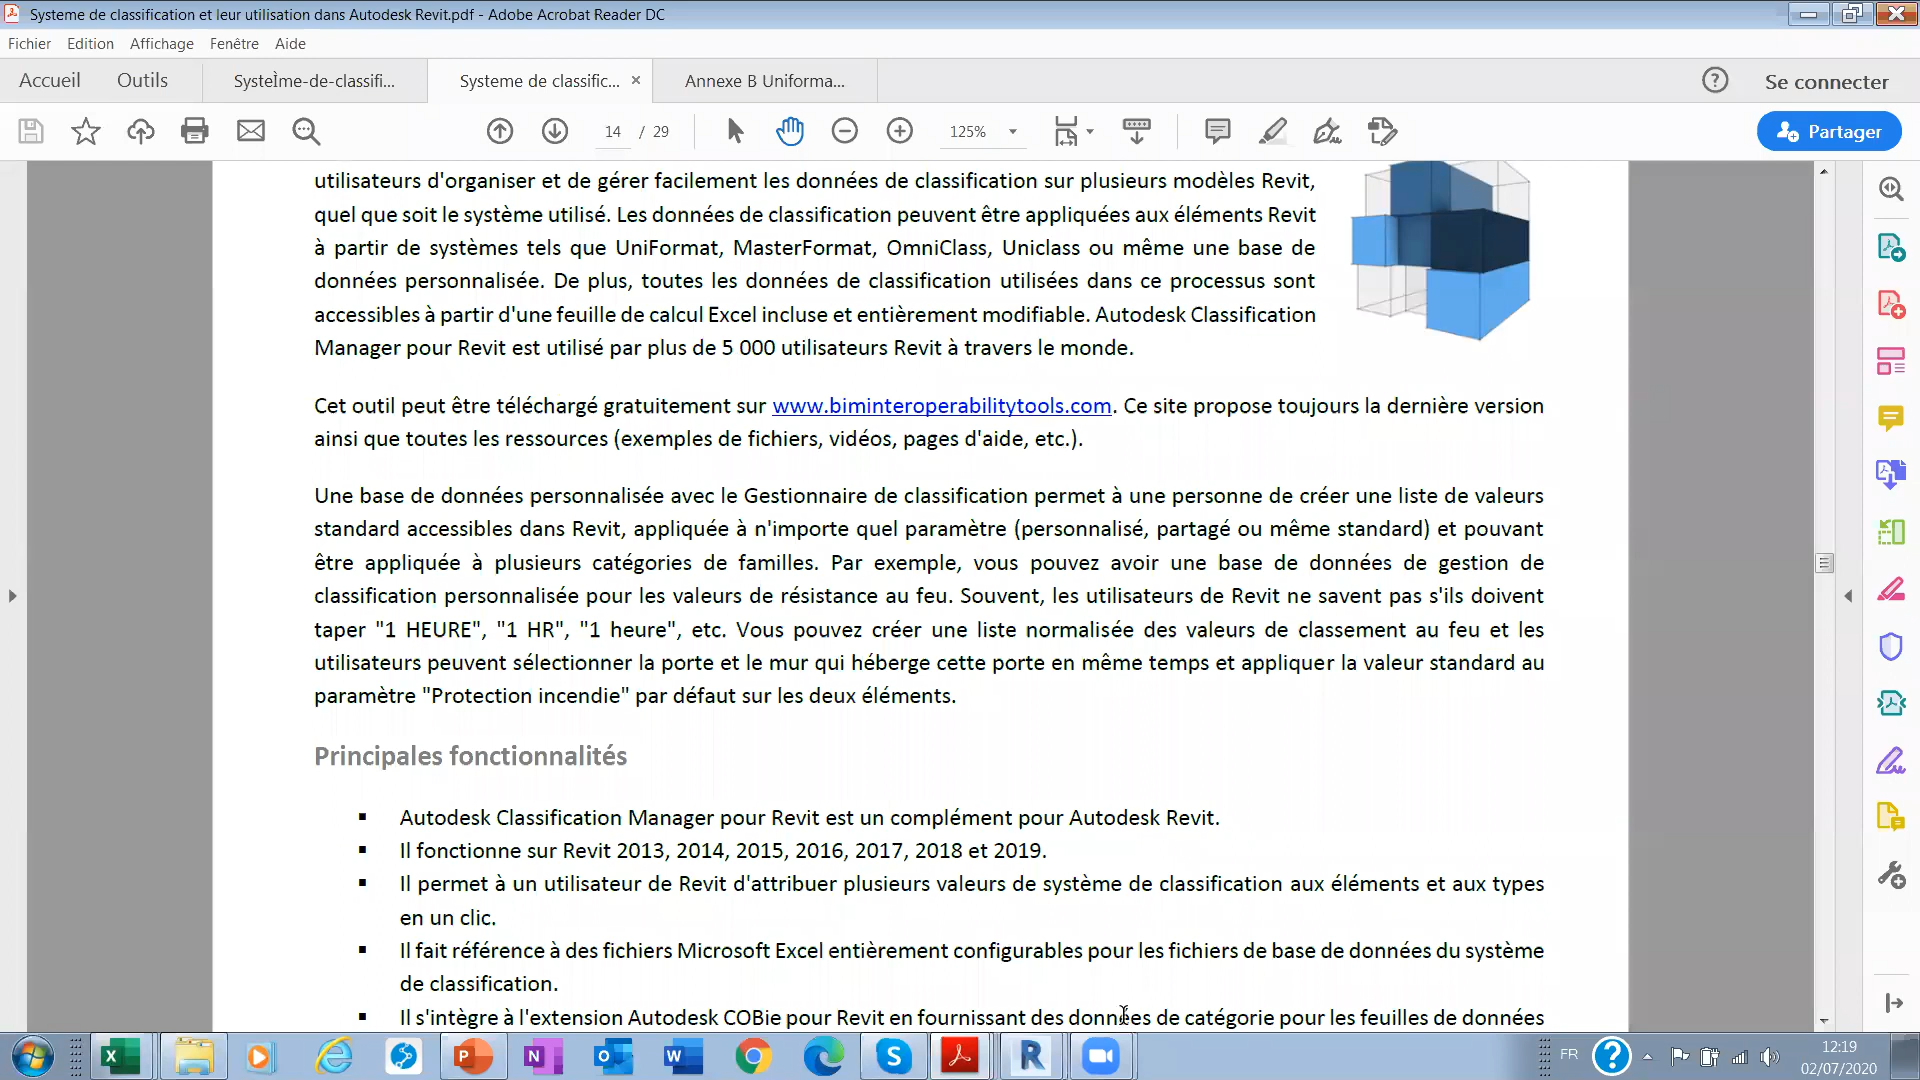 Systeme de classification et leur utilisation dans Autodesk Revit.pdf - Adobe Acrobat Reader DC
Fichier Edition Affichage Fenêtre Aide
Accueil Outils SysteÌme-de-classifi... Systeme de classific... × Annexe B Uniforma... Se connecter
14 / 29 125% Partager
utilisateurs d'organiser et de gérer facilement les données de classification sur plusieurs modèles Revit,
quel que soit le système utilisé. Les données de classification peuvent être appliquées aux éléments Revit
à partir de systèmes tels que UniFormat, MasterFormat, OmniClass, Uniclass ou même une base de
données personnalisée. De plus, toutes les données de classification utilisées dans ce processus sont
accessibles à partir d'une feuille de calcul Excel incluse et entièrement modifiable. Autodesk Classification
Manager pour Revit est utilisé par plus de 5 000 utilisateurs Revit à travers le monde.
Cet outil peut être téléchargé gratuitement sur www.biminteroperabilitytools.com. Ce site propose toujours la dernière version
ainsi que toutes les ressources (exemples de fichiers, vidéos, pages d'aide, etc.).
Une base de données personnalisée avec le Gestionnaire de classification permet à une personne de créer une liste de valeurs
standard accessibles dans Revit, appliquée à n'importe quel paramètre (personnalisé, partagé ou même standard) et pouvant
être appliquée à plusieurs catégories de familles. Par exemple, vous pouvez avoir une base de données de gestion de
classification personnalisée pour les valeurs de résistance au feu. Souvent, les utilisateurs de Revit ne savent pas s'ils doivent
taper "1 HEURE", "1 HR", "1 heure", etc. Vous pouvez créer une liste normalisée des valeurs de classement au feu et les
utilisateurs peuvent sélectionner la porte et le mur qui héberge cette porte en même temps et appliquer la valeur standard au
paramètre "Protection incendie" par défaut sur les deux éléments.
Principales fonctionnalités
▪ Autodesk Classification Manager pour Revit est un complément pour Autodesk Revit.
▪ Il fonctionne sur Revit 2013, 2014, 2015, 2016, 2017, 2018 et 2019.
▪ Il permet à un utilisateur de Revit d'attribuer plusieurs valeurs de système de classification aux éléments et aux types
en un clic.
▪ Il fait référence à des fichiers Microsoft Excel entièrement configurables pour les fichiers de base de données du système
de classification.
▪ Il s'intègre à l'extension Autodesk COBie pour Revit en fournissant des données de catégorie pour les feuilles de données
FR 12:19
02/07/2020